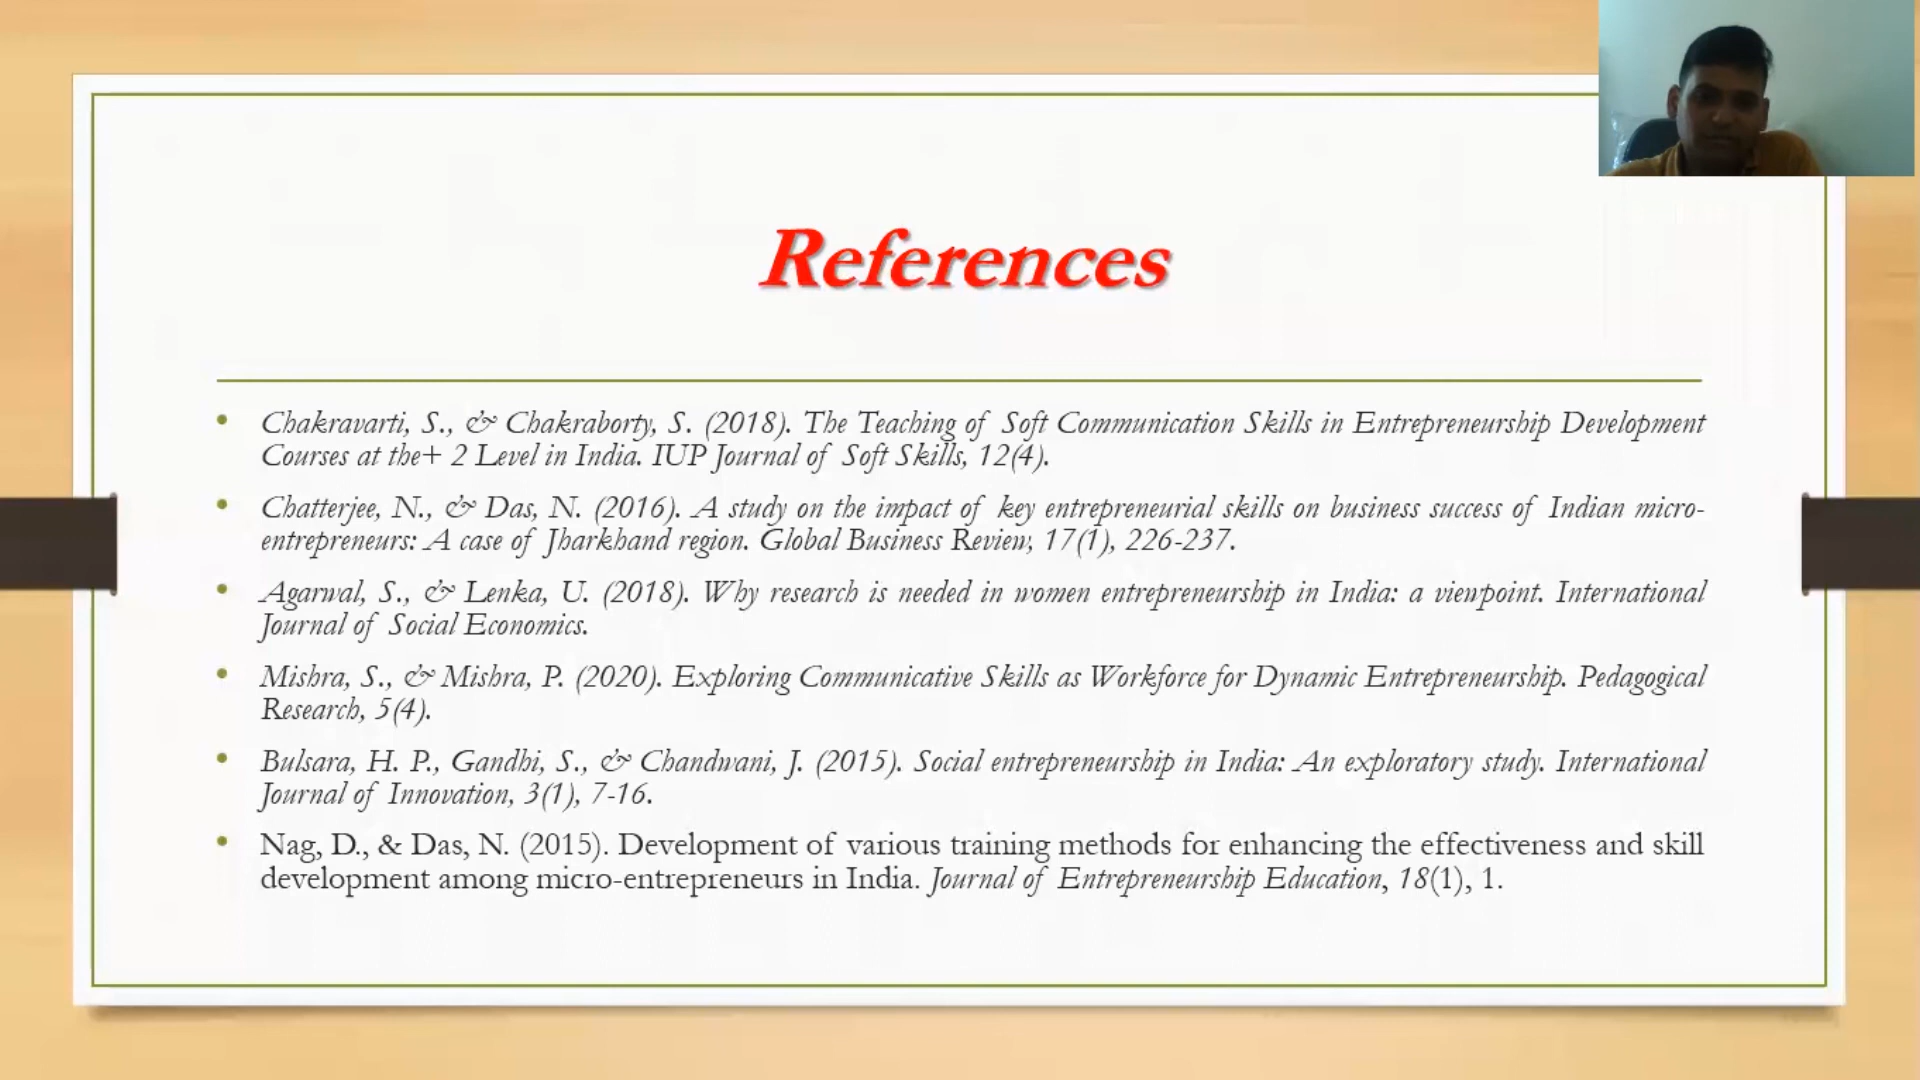 References
• Chakravarti, S., & Chakraborty, S. (2018). The Teaching of Soft Communication Skills in Entrepreneurship Development
Courses at the+ 2 Level in India. IUP Journal of Soft Skills, 12(4).
• Chatterjee, N., & Das, N. (2016). A study on the impact of key entrepreneurial skills on business success of Indian micro-
entrepreneurs: A case of Jharkhand region. Global Business Review, 17(1), 226-237.
• Agarwal, S., & Lenka, U. (2018). Why research is needed in women entrepreneurship in India: a viewpoint. International
Journal of Social Economics.
• Mishra, S., & Mishra, P. (2020). Exploring Communicative Skills as Workforce for Dynamic Entrepreneurship. Pedagogical
Research, 5(4).
• Bulsara, H. P., Gandhi, S., & Chandwani, J. (2015). Social entrepreneurship in India: An exploratory study. International
Journal of Innovation, 3(1), 7-16.
• Nag, D., & Das, N. (2015). Development of various training methods for enhancing the effectiveness and skill
development among micro-entrepreneurs in India. Journal of Entrepreneurship Education, 18(1), 1.